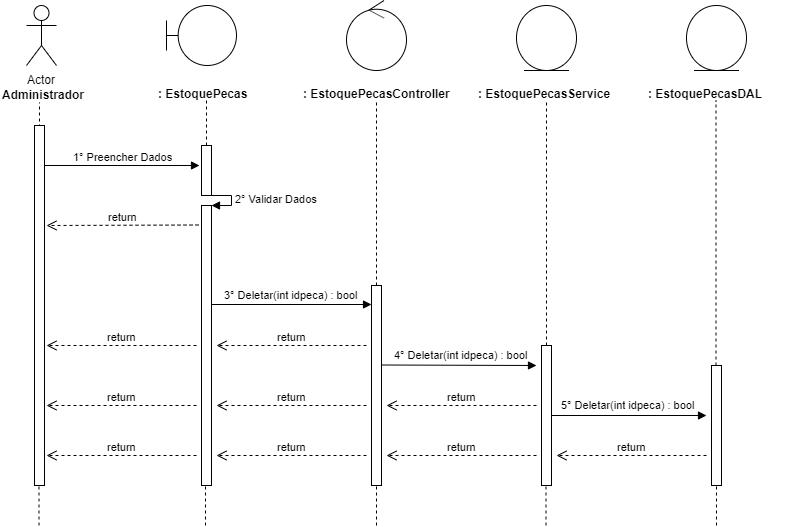 Actor
Administrador
: EstoquePecas
: EstoquePecasController
: EstoquePecasService
: EstoquePecasDAL
1° Preencher Dados
2° Validar Dados
return
3° Deletar(int idpeca) : bool
return
return
4° Deletar(int idpeca) : bool
return
return
return
5° Deletar(int idpeca) : bool
return
return
return
return